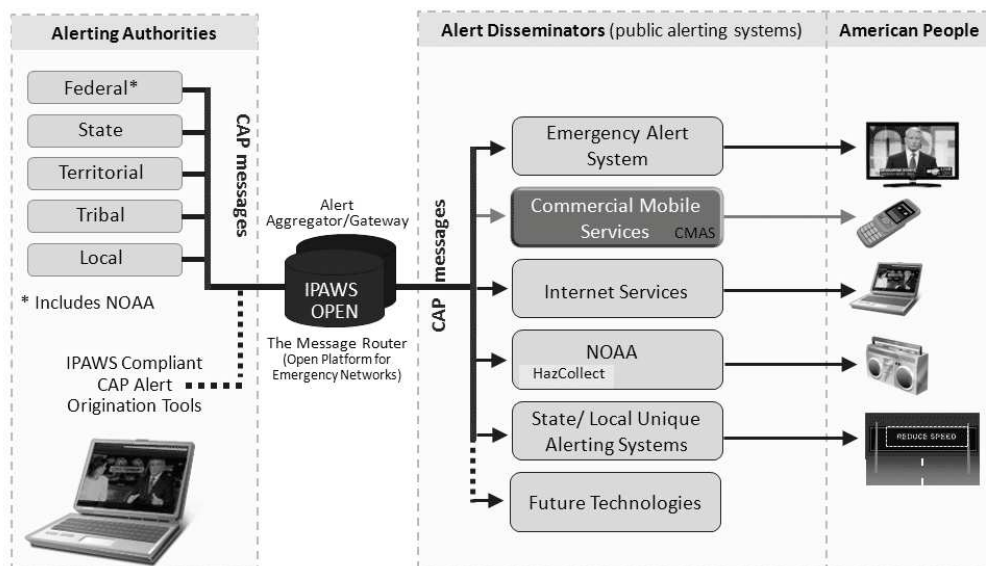 Alerting Authorities
Federal*
State
Territorial
Tribal
Local
* Includes NOAA
CAP messages
IPAWS Compliant
CAP Alert
Origination Tools
Alert
Aggregator/Gateway
IPAWS
OPEN
The Message Router
(Open Platform for
Emergency Networks)
CAP messages
Alert Disseminators (public alerting systems)
Emergency Alert
System
Commercial Mobile
Services CMAS
Internet Services
NOAA
HazCollect
State/ Local Unique
Alerting Systems
Future Technologies
American People
REDUCE SPEED